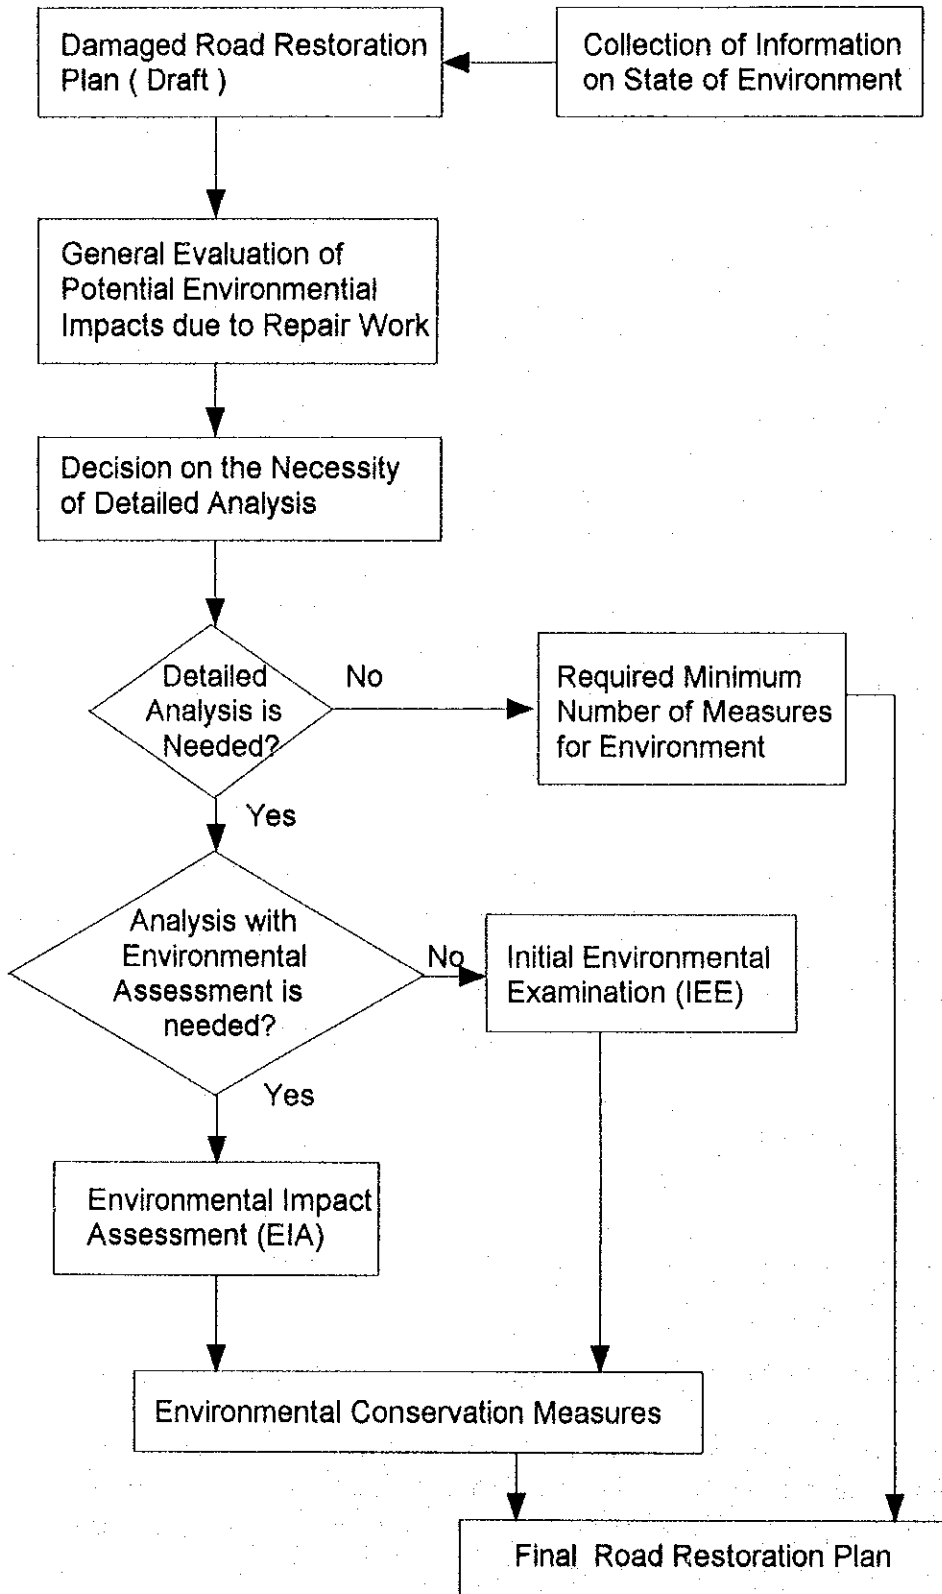 Damaged Road Restoration
Plan ( Draft )
Collection of Information
on State of Environment
General Evaluation of
Potential Environmential
Impacts due to Repair Work
Decision on the Necessity
of Detailed Analysis
Detailed
Analysis is
Needed?
No
Required Minimum
Number of Measures
for Environment
Yes
Analysis with
Environmental
Assessment is
needed?
No
Initial Environmental
Examination (IEE)
Yes
Environmental Impact
Assessment (EIA)
Environmental Conservation Measures
Final Road Restoration Plan